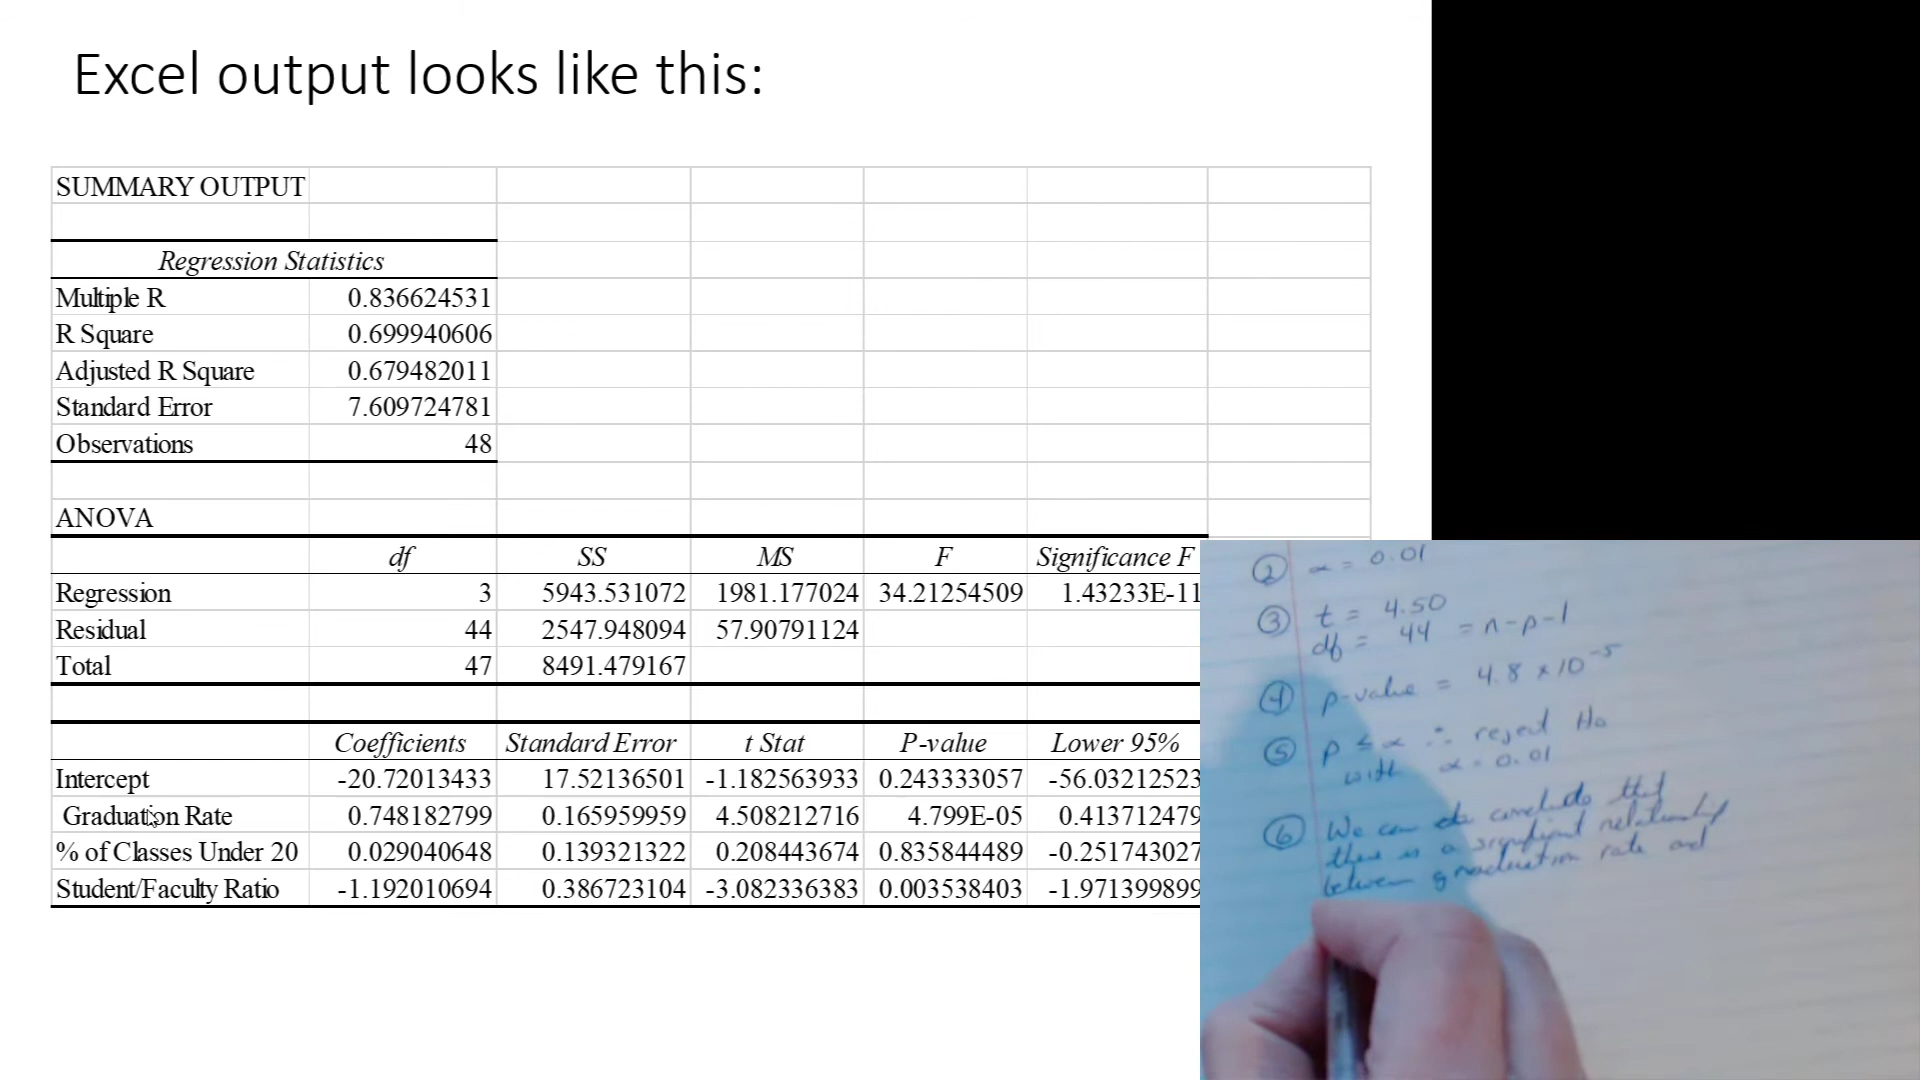 Excel output looks like this:
SUMMARY OUTPUT
Regression Statistics
Multiple R 0.836624531
R Square 0.699940606
Adjusted R Square 0.679482011
Standard Error 7.609724781
Observations 48
ANOVA
df SS MS F Significance F
Regression 3 5943.531072 1981.177024 34.21254509 1.43233E-11
Residual 44 2547.948094 57.90791124
Total 47 8491.479167
Coefficients Standard Error t Stat P-value Lower 95%
Intercept -20.72013433 17.52136501 -1.182563933 0.243333057 -56.03212523
Graduation Rate 0.748182799 0.165959959 4.508212716 4.799E-05 0.413712479
% of Classes Under 20 0.029040648 0.139321322 0.208443674 0.835844489 -0.251743027
Student/Faculty Ratio -1.192010694 0.386723104 -3.082336383 0.003538403 -1.971399899
② α = 0.01
③ t = 4.50
df = 44 = n-p-1
④ p-value = 4.8 x 10⁻⁵
⑤ p ≤ α ∴ reject Ho
with α = 0.01
⑥ We can conclude that
there is a significant relationship
between graduation rate and